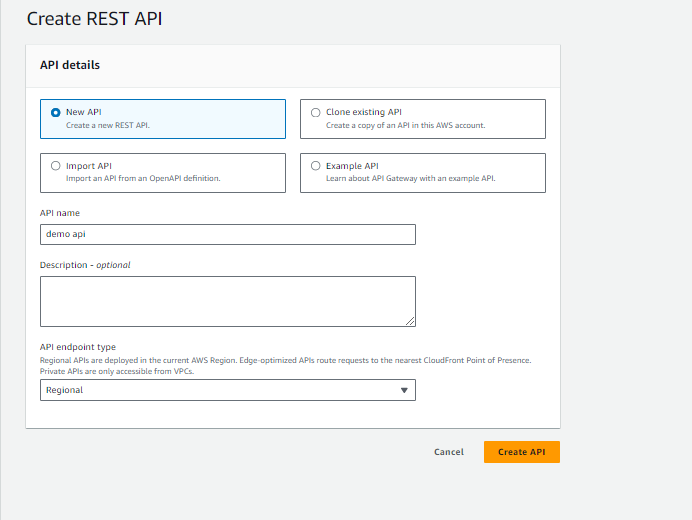 Create REST API
API details
New API
Create a new REST API.
Clone existing API
Create a copy of an API in this AWS account.
Import API
Import an API from an OpenAPI definition.
Example API
Learn about API Gateway with an example API.
API name
demo api
Description - optional
API endpoint type
Regional APIs are deployed in the current AWS Region. Edge-optimized APIs route requests to the nearest CloudFront Point of Presence.
Private APIs are only accessible from VPCs.
Regional
Cancel
Create API